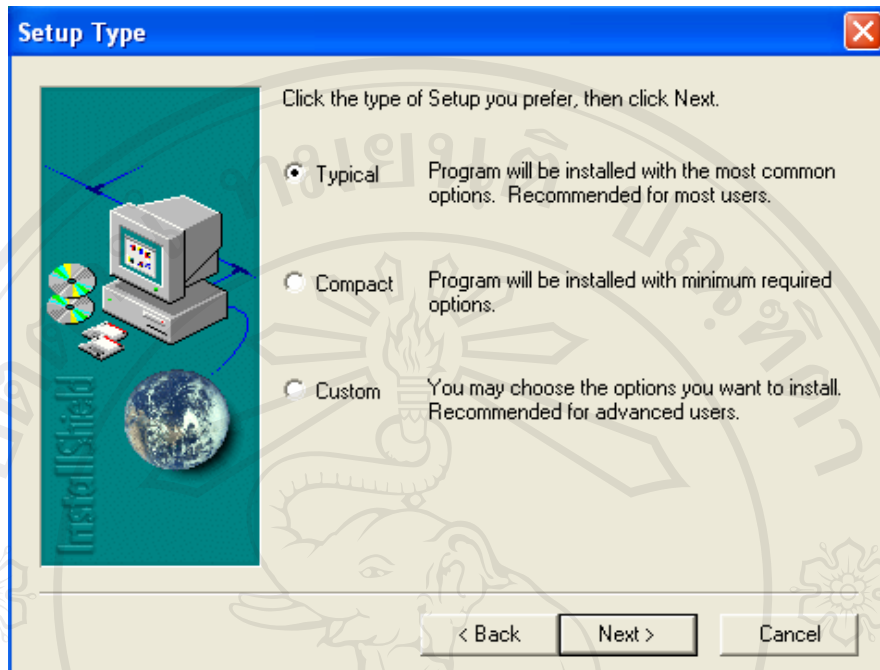 Setup Type
Click the type of Setup you prefer, then click Next.
Typical
Program will be installed with the most common
options. Recommended for most users.
Compact
Program will be installed with minimum required
options.
Custom
You may choose the options you want to install.
Recommended for advanced users.
InstallShield
< Back
Next >
Cancel